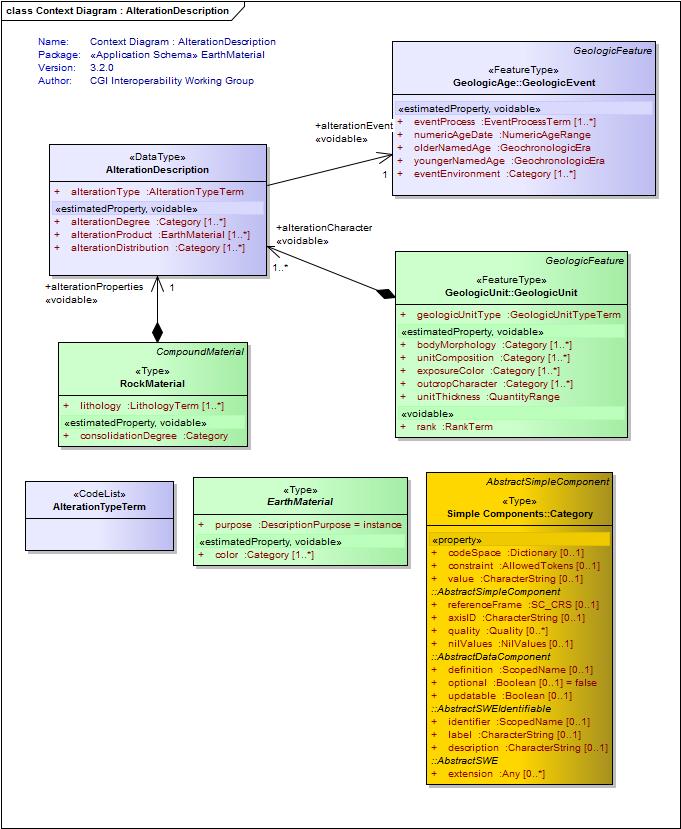 class Context Diagram : AlterationDescription
Name: Context Diagram : AlterationDescription
Package: «Application Schema» EarthMaterial
Version: 3.2.0
Author: CGI Interoperability Working Group
GeologicFeature
«FeatureType»
GeologicAge::GeologicEvent
«estimatedProperty, voidable»
+ eventProcess :EventProcessTerm [1..*]
+ numericAgeDate :NumericAgeRange
+ olderNamedAge :GeochronologicEra
+ youngerNamedAge :GeochronologicEra
+ eventEnvironment :Category [1..*]
+alterationEvent
«voidable»
1
«DataType»
AlterationDescription
+ alterationType :AlterationTypeTerm
«estimatedProperty, voidable»
+ alterationDegree :Category [1..*]
+ alterationProduct :EarthMaterial [1..*]
+ alterationDistribution :Category [1..*]
+alterationCharacter
«voidable»
1..*
+alterationProperties
«voidable»
1
GeologicFeature
«FeatureType»
GeologicUnit::GeologicUnit
+ geologicUnitType :GeologicUnitTypeTerm
«estimatedProperty, voidable»
+ bodyMorphology :Category [1..*]
+ unitComposition :Category [1..*]
+ exposureColor :Category [1..*]
+ outcropCharacter :Category [1..*]
+ unitThickness :QuantityRange
«voidable»
+ rank :RankTerm
CompoundMaterial
«Type»
RockMaterial
+ lithology :LithologyTerm [1..*]
«estimatedProperty, voidable»
+ consolidationDegree :Category
«CodeList»
AlterationTypeTerm
«Type»
EarthMaterial
+ purpose :DescriptionPurpose = instance
«estimatedProperty, voidable»
+ color :Category [1..*]
AbstractSimpleComponent
«Type»
Simple Components::Category
«property»
+ codeSpace :Dictionary [0..1]
+ constraint :AllowedTokens [0..1]
+ value :CharacterString [0..1]
::AbstractSimpleComponent
+ referenceFrame :SC_CRS [0..1]
+ axisID :CharacterString [0..1]
+ quality :Quality [0..*]
+ nilValues :NilValues [0..1]
::AbstractDataComponent
+ definition :ScopedName [0..1]
+ optional :Boolean [0..1] = false
+ updatable :Boolean [0..1]
::AbstractSWEIdentifiable
+ identifier :ScopedName [0..1]
+ label :CharacterString [0..1]
+ description :CharacterString [0..1]
::AbstractSWE
+ extension :Any [0..*]